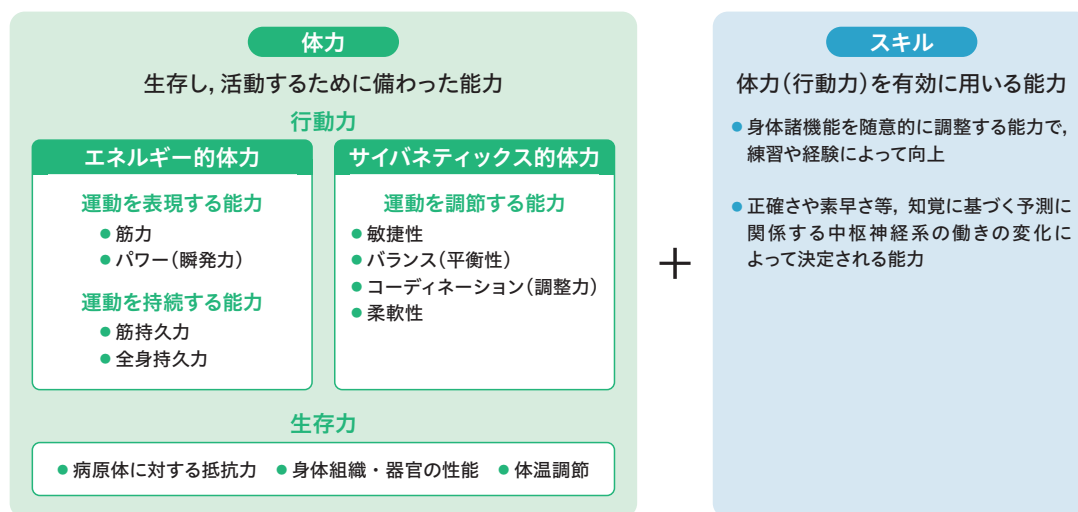 体力
生存し,活動するために備わった能力
行動力
エネルギー的体力
運動を表現する能力
● 筋力
● パワー(瞬発力)
運動を持続する能力
● 筋持久力
● 全身持久力
サイバネティックス的体力
運動を調節する能力
● 敏捷性
● バランス(平衡性)
● コーディネーション(調整力)
● 柔軟性
生存力
● 病原体に対する抵抗力 ● 身体組織・器官の性能 ● 体温調節
+
スキル
体力(行動力)を有効に用いる能力
● 身体諸機能を随意的に調整する能力で,
練習や経験によって向上
● 正確さや素早さ等, 知覚に基づく予測に
関係する中枢神経系の働きの変化に
よって決定される能力